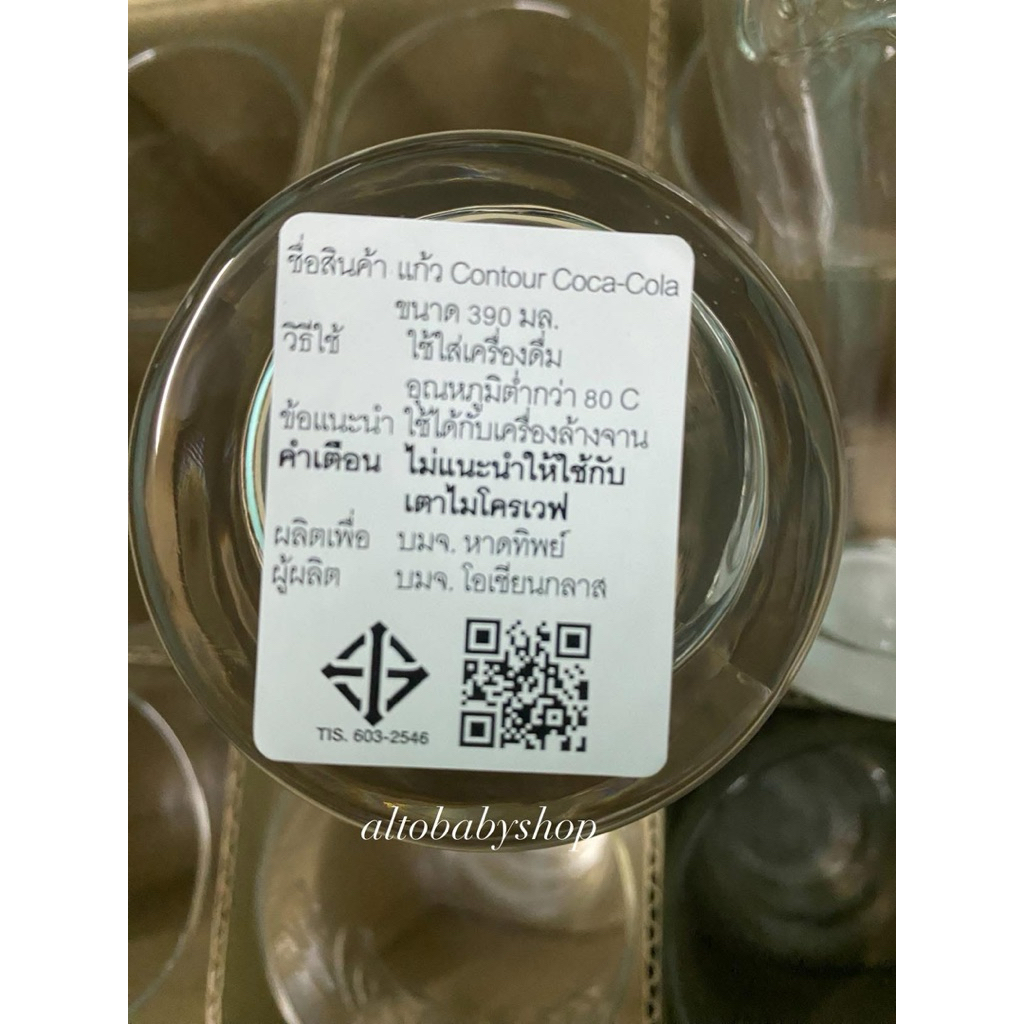 ชื่อสินค้า แก้ว Contour Coca-Cola
ขนาด 390 มล.
วิธีใช้ ใช้ใส่เครื่องดื่ม
อุณหภูมิต่ำกว่า 80 C
ข้อแนะนำ ใช้ได้กับเครื่องล้างจาน
คำเตือน ไม่แนะนำให้ใช้กับ
เตาไมโครเวฟ
ผลิตเพื่อ บมจ. หาดทิพย์
ผู้ผลิต บมจ. โอเชียนกลาส
TIS. 603-2546
altobabyshop